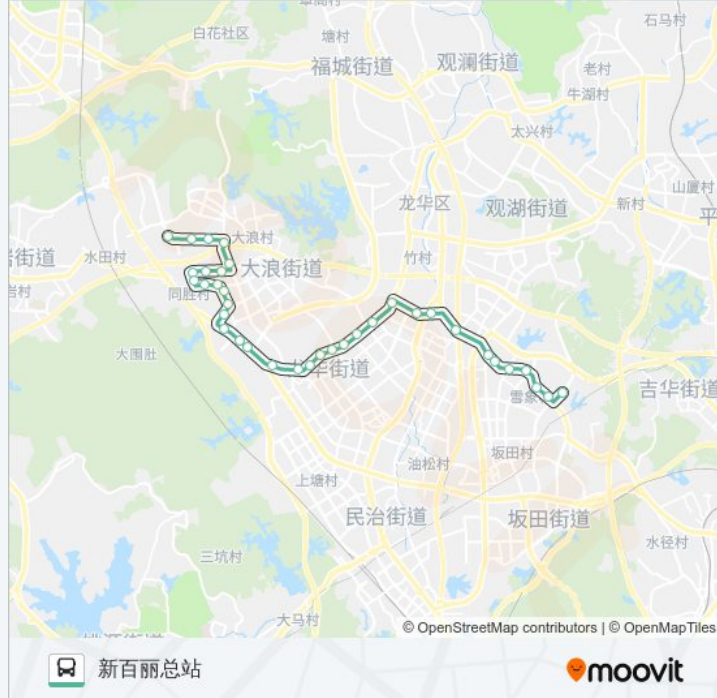 石马村
白花社区
塘村
福城街道
观澜街道
老村
牛湖村
太兴村
山厦村
龙华区
观湖街道
新村
平
大浪村
街道
水田村
竹村
大浪街道
岩村
同胜村
大围肚
华街道
吉华街道
雪象
坂田村
油松村
上塘村
民治街道
坂田街道
水径村
三坑村
大马村
© OpenStreetMap contributors | © OpenMapTiles
新百丽总站
moovit